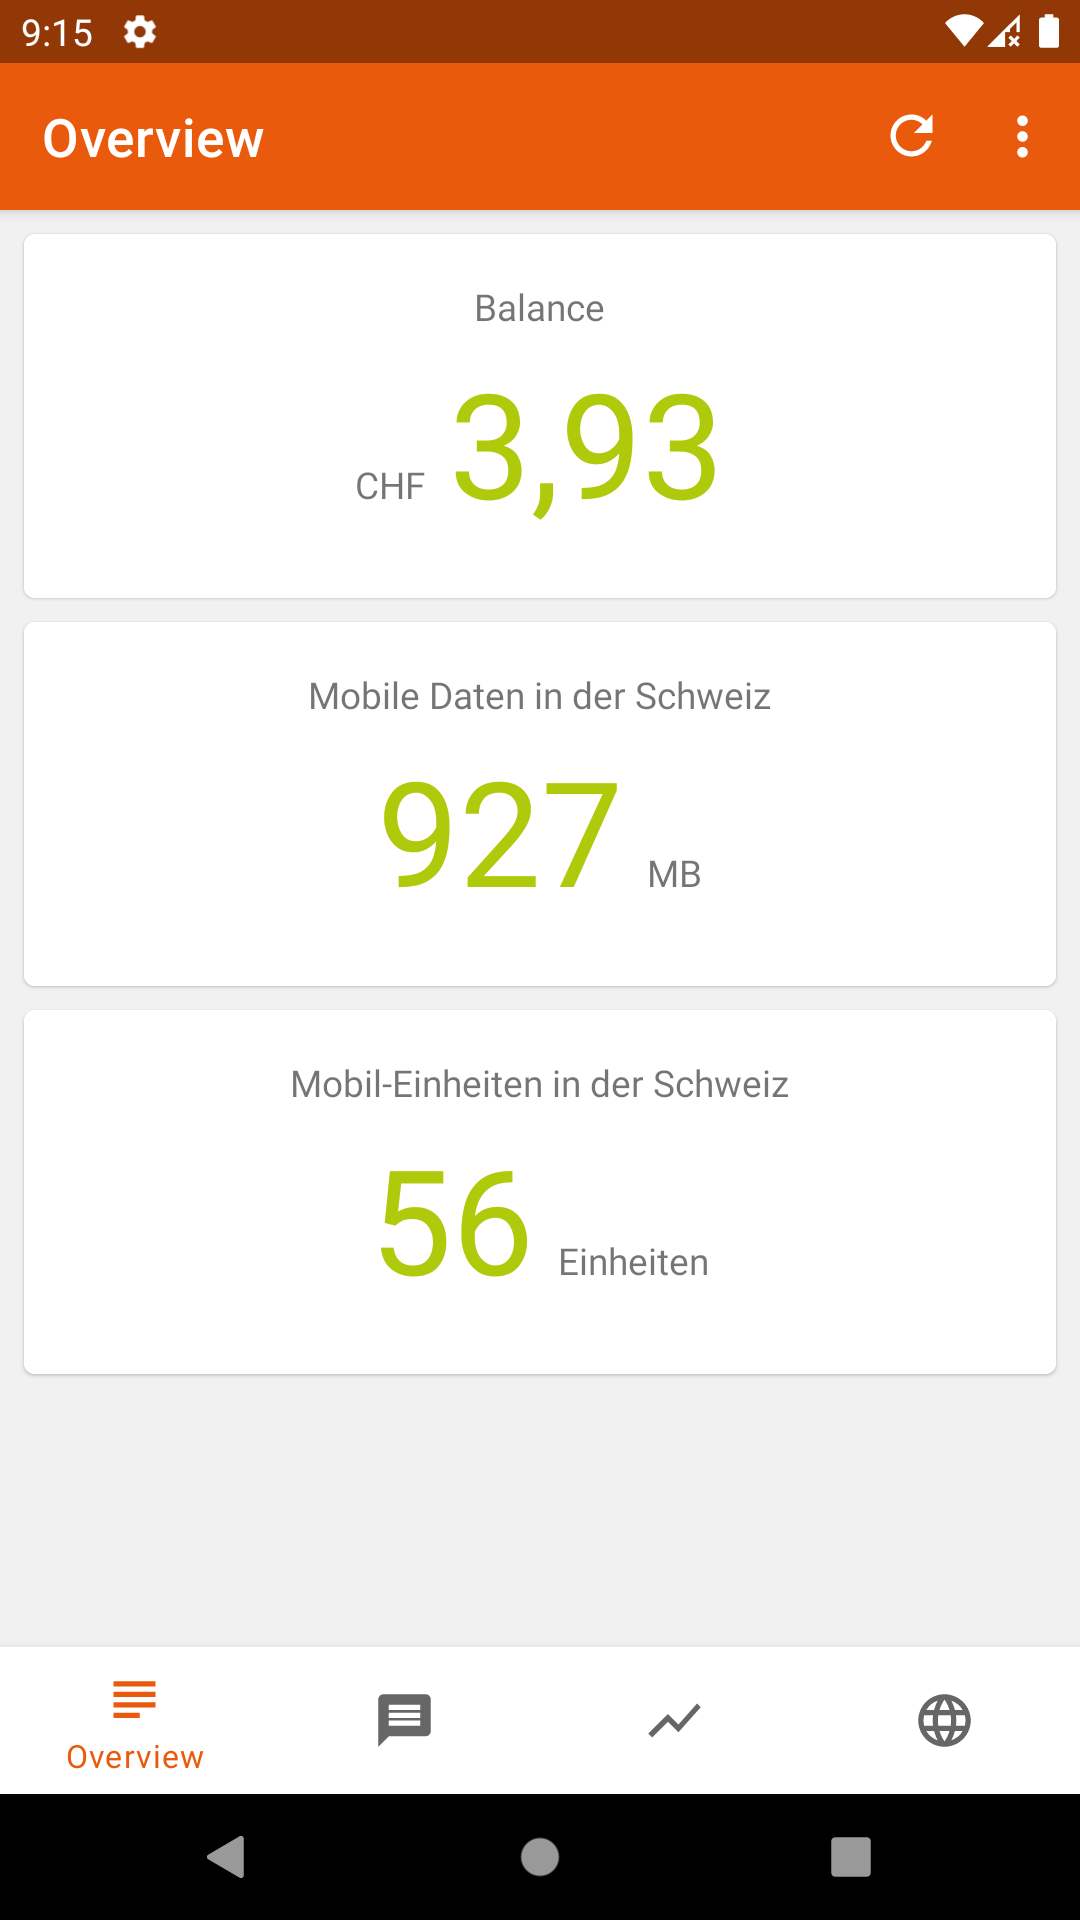 9:15
Overview
Balance
CHF 3,93
Mobile Daten in der Schweiz
927 MB
Mobil-Einheiten in der Schweiz
56 Einheiten
Overview